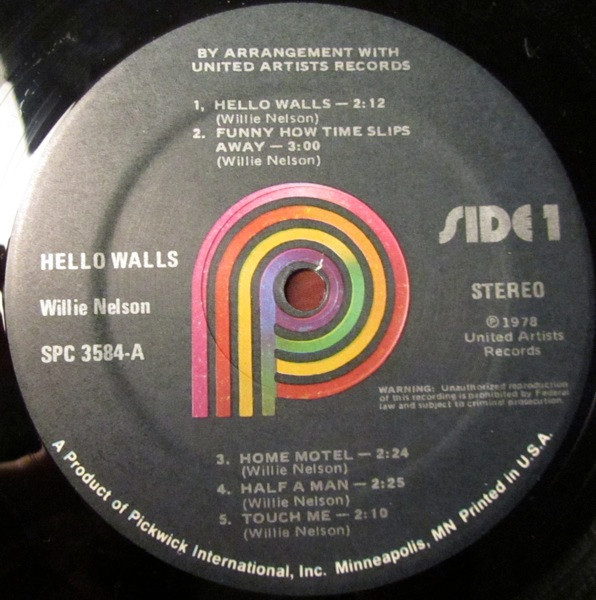 BY ARRANGEMENT WITH
UNITED ARTISTS RECORDS
1. HELLO WALLS — 2:12
(Willie Nelson)
2. FUNNY HOW TIME SLIPS
AWAY — 3:00
(Willie Nelson)
SIDE 1
HELLO WALLS
Willie Nelson
SPC 3584-A
STEREO
℗ 1978
United Artists
Records
WARNING: Unauthorized reproduction
of this recording is prohibited by Federal
law and subject to criminal prosecution.
3. HOME MOTEL — 2:24
(Willie Nelson)
4. HALF A MAN — 2:25
(Willie Nelson)
5. TOUCH ME — 2:10
(Willie Nelson)
A Product of Pickwick International, Inc. Minneapolis, MN Printed in U.S.A.